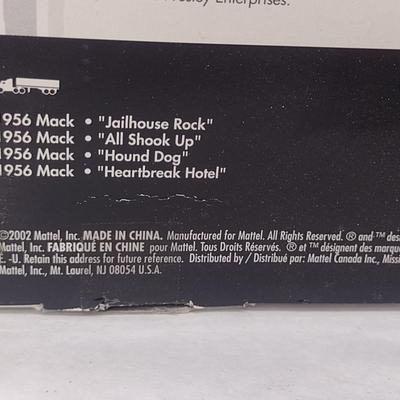 Presley Enterprises.
1956 Mack • "Jailhouse Rock"
1956 Mack • "All Shook Up"
1956 Mack • "Hound Dog"
1956 Mack • "Heartbreak Hotel"
©2002 Mattel, Inc. MADE IN CHINA. Manufactured for Mattel. All Rights Reserved. ® and ™ des
Mattel, Inc. FABRIQUÉ EN CHINE pour Mattel. Tous Droits Réservés. ® et ™ désignent des marqu
É.-U. Retain this address for future reference. Distributed by / Distribué par: Mattel Canada Inc., Missi
Mattel, Inc., Mt. Laurel, NJ 08054 U.S.A.